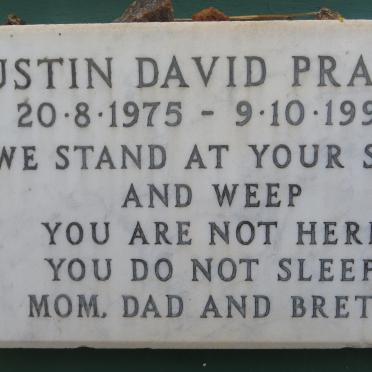 USTIN DAVID PRA
20·8·1975 - 9·10·199
WE STAND AT YOUR S
AND WEEP
YOU ARE NOT HER
YOU DO NOT SLEEP
MOM, DAD AND BRET